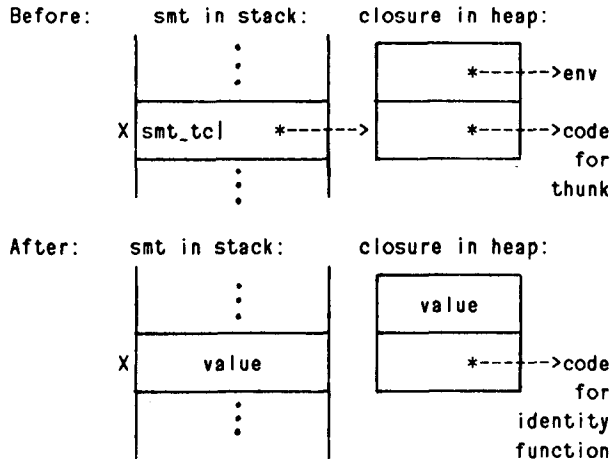 Before: smt in stack: closure in heap:
*------>env
X smt_tcl *------> *------>code
for
thunk
After: smt in stack: closure in heap:
value
X value *------>code
for
identity
function